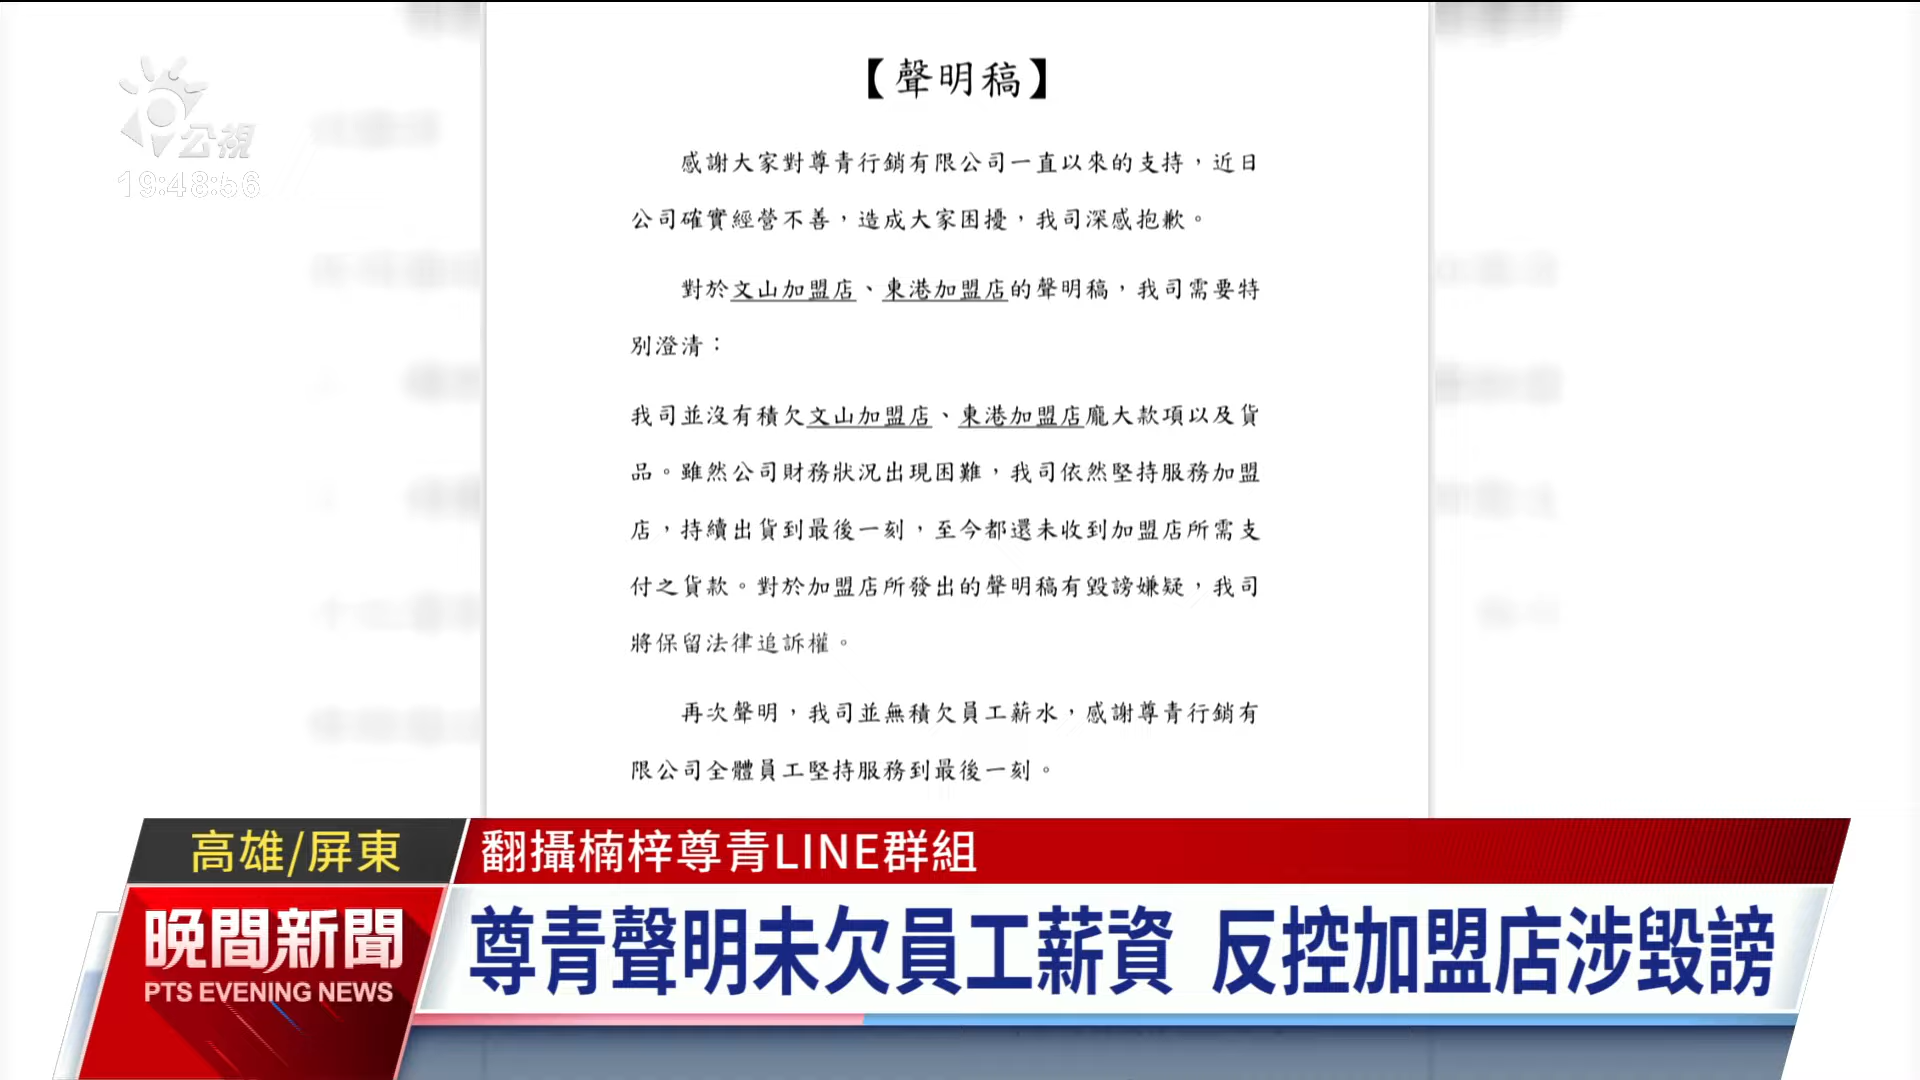 公視
19:48:56
【聲明稿】
感謝大家對尊青行銷有限公司一直以來的支持，近日
公司確實經營不善，造成大家困擾，我司深感抱歉。
對於文山加盟店、東港加盟店的聲明稿，我司需要特
別澄清：
我司並沒有積欠文山加盟店、東港加盟店龐大款項以及貨
品。雖然公司財務狀況出現困難，我司依然堅持服務加盟
店，持續出貨到最後一刻，至今都還未收到加盟店所需支
付之貨款。對於加盟店所發出的聲明稿有毀謗嫌疑，我司
將保留法律追訴權。
再次聲明，我司並無積欠員工薪水，感謝尊青行銷有
限公司全體員工堅持服務到最後一刻。
高雄/屏東
翻攝楠梓尊青LINE群組
晚間新聞
PTS EVENING NEWS
尊青聲明未欠員工薪資 反控加盟店涉毀謗